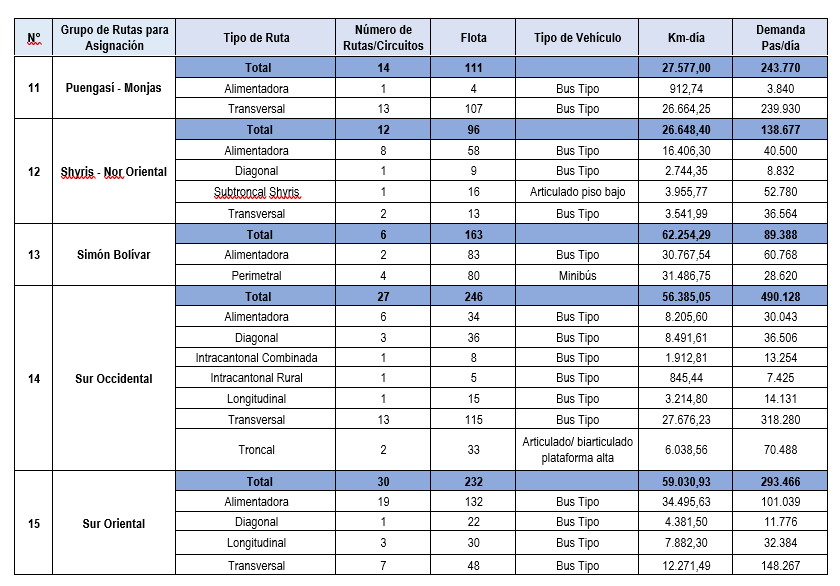 N° Grupo de Rutas para Asignación Tipo de Ruta Número de Rutas/Circuitos Flota Tipo de Vehículo Km-día Demanda Pas/día
11 Puengasí - Monjas Total 14 111 27.577,00 243.770
Alimentadora 1 4 Bus Tipo 912,74 3.840
Transversal 13 107 Bus Tipo 26.664,25 239.930
12 Shyris - Nor Oriental Total 12 96 26.648,40 138.677
Alimentadora 8 58 Bus Tipo 16.406,30 40.500
Diagonal 1 9 Bus Tipo 2.744,35 8.832
Subtroncal Shyris 1 16 Articulado piso bajo 3.955,77 52.780
Transversal 2 13 Bus Tipo 3.541,99 36.564
13 Simón Bolívar Total 6 163 62.254,29 89.388
Alimentadora 2 83 Bus Tipo 30.767,54 60.768
Perimetral 4 80 Minibús 31.486,75 28.620
14 Sur Occidental Total 27 246 56.385,05 490.128
Alimentadora 6 34 Bus Tipo 8.205,60 30.043
Diagonal 3 36 Bus Tipo 8.491,61 36.506
Intracantonal Combinada 1 8 Bus Tipo 1.912,81 13.254
Intracantonal Rural 1 5 Bus Tipo 845,44 7.425
Longitudinal 1 15 Bus Tipo 3.214,80 14.131
Transversal 13 115 Bus Tipo 27.676,23 318.280
Troncal 2 33 Articulado/ biarticulado plataforma alta 6.038,56 70.488
15 Sur Oriental Total 30 232 59.030,93 293.466
Alimentadora 19 132 Bus Tipo 34.495,63 101.039
Diagonal 1 22 Bus Tipo 4.381,50 11.776
Longitudinal 3 30 Bus Tipo 7.882,30 32.384
Transversal 7 48 Bus Tipo 12.271,49 148.267